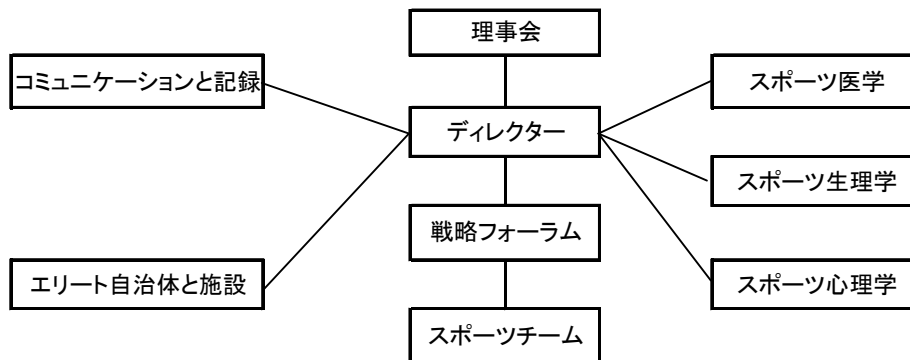 理事会
コミュニケーションと記録
スポーツ医学
ディレクター
スポーツ生理学
戦略フォーラム
エリート自治体と施設
スポーツ心理学
スポーツチーム